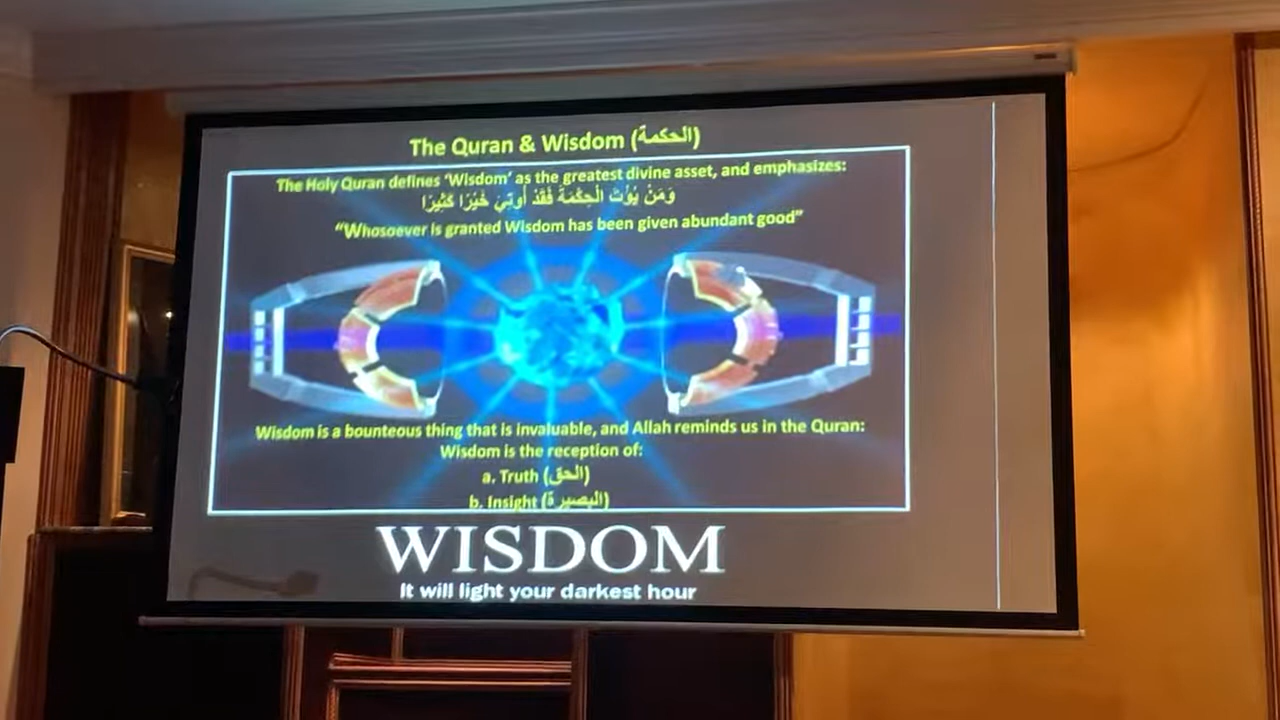 The Quran & Wisdom (الحكمة)
The Holy Quran defines ‘Wisdom’ as the greatest divine asset, and emphasizes:
وَمَنْ يُؤْتَ الْحِكْمَةَ فَقَدْ أُوتِيَ خَيْرًا كَثِيرًا
“Whosoever is granted Wisdom has been given abundant good”
Wisdom is a bounteous thing that is invaluable, and Allah reminds us in the Quran:
Wisdom is the reception of:
a. Truth (الحق)
b. Insight (البصيرة)
WISDOM
It will light your darkest hour